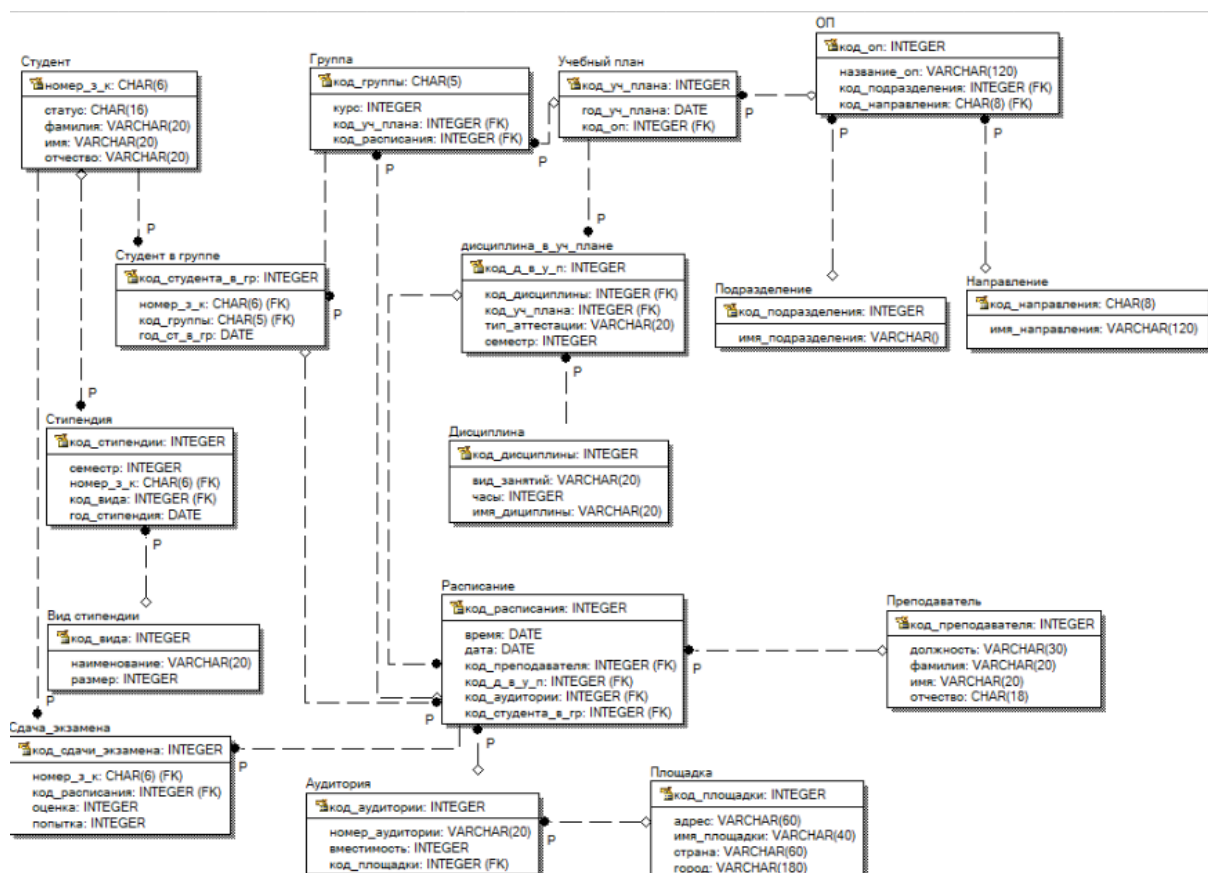 Студент
номер_з_к: CHAR(6)
статус: CHAR(16)
фамилия: VARCHAR(20)
имя: VARCHAR(20)
отчество: VARCHAR(20)
Группа
код_группы: CHAR(5)
курс: INTEGER
код_уч_плана: INTEGER (FK)
код_расписания: INTEGER (FK)
Учебный план
код_уч_плана: INTEGER
год_уч_плана: DATE
код_оп: INTEGER (FK)
ОП
код_оп: INTEGER
название_оп: VARCHAR(120)
код_подразделения: INTEGER (FK)
код_направления: CHAR(8) (FK)
P
P
P
P
P
P
P
P
Студент в группе
код_студента_в_гр: INTEGER
номер_з_к: CHAR(6) (FK)
код_группы: CHAR(5) (FK)
год_ст_в_гр: DATE
P
дисциплина_в_уч_плане
код_д_в_у_п: INTEGER
код_дисциплины: INTEGER (FK)
код_уч_плана: INTEGER (FK)
тип_аттестации: VARCHAR(20)
семестр: INTEGER
P
Подразделение
код_подразделения: INTEGER
имя_подразделения: VARCHAR()
Направление
код_направления: CHAR(8)
имя_направления: VARCHAR(120)
Стипендия
код_стипендии: INTEGER
семестр: INTEGER
номер_з_к: CHAR(6) (FK)
код_вида: INTEGER (FK)
год_стипендия: DATE
P
Дисциплина
код_дисциплины: INTEGER
вид_занятий: VARCHAR(20)
часы: INTEGER
имя_дициплины: VARCHAR(20)
Вид стипендии
код_вида: INTEGER
наименование: VARCHAR(20)
размер: INTEGER
P
Расписание
код_расписания: INTEGER
время: DATE
дата: DATE
код_преподавателя: INTEGER (FK)
код_д_в_у_п: INTEGER (FK)
код_аудитории: INTEGER (FK)
код_студента_в_гр: INTEGER (FK)
P
P
P
P
Преподаватель
код_преподавателя: INTEGER
должность: VARCHAR(30)
фамилия: VARCHAR(20)
имя: VARCHAR(20)
отчество: CHAR(18)
Сдача_экзамена
код_сдачи_экзамена: INTEGER
номер_з_к: CHAR(6) (FK)
код_расписания: INTEGER (FK)
оценка: INTEGER
попытка: INTEGER
P
Аудитория
код_аудитории: INTEGER
номер_аудитории: VARCHAR(20)
вместимость: INTEGER
код_площадки: INTEGER (FK)
P
Площадка
код_площадки: INTEGER
адрес: VARCHAR(60)
имя_площадки: VARCHAR(40)
страна: VARCHAR(60)
город: VARCHAR(180)